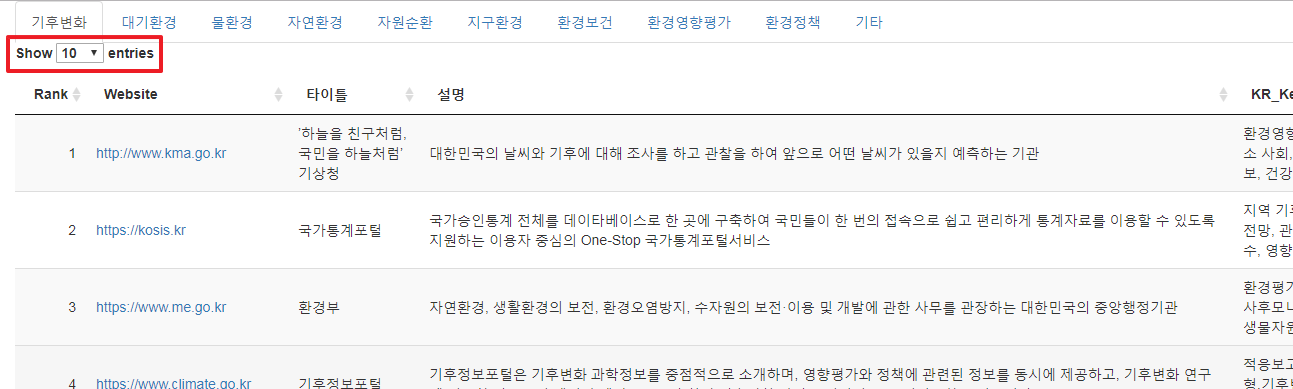 기후변화 대기환경 물환경 자연환경 자원순환 지구환경 환경보건 환경영향평가 환경정책 기타
Show 10 entries
Rank Website 타이틀 설명 KR_Ke
1 http://www.kma.go.kr '하늘을 친구처럼, 국민을 하늘처럼' 기상청 대한민국의 날씨와 기후에 대해 조사를 하고 관찰을 하여 앞으로 어떤 날씨가 있을지 예측하는 기관
환경영향
소 사회,
보, 건강
2 https://kosis.kr 국가통계포털 국가승인통계 전체를 데이타베이스로 한 곳에 구축하여 국민들이 한 번의 접속으로 쉽고 편리하게 통계자료를 이용할 수 있도록
지원하는 이용자 중심의 One-Stop 국가통계포털서비스
지역 기후
전망, 관
수, 영향
3 https://www.me.go.kr 환경부 자연환경, 생활환경의 보전, 환경오염방지, 수자원의 보전·이용 및 개발에 관한 사무를 관장하는 대한민국의 중앙행정기관
환경평가
사후모니
생물자원
4 https://www.climate.go.kr 기후정보포털 기후정보포털은 기후변화 과학정보를 중점적으로 소개하며, 영향평가와 정책에 관련된 정보를 동시에 제공하고, 기후변화 연구
적응보고
형,기후변